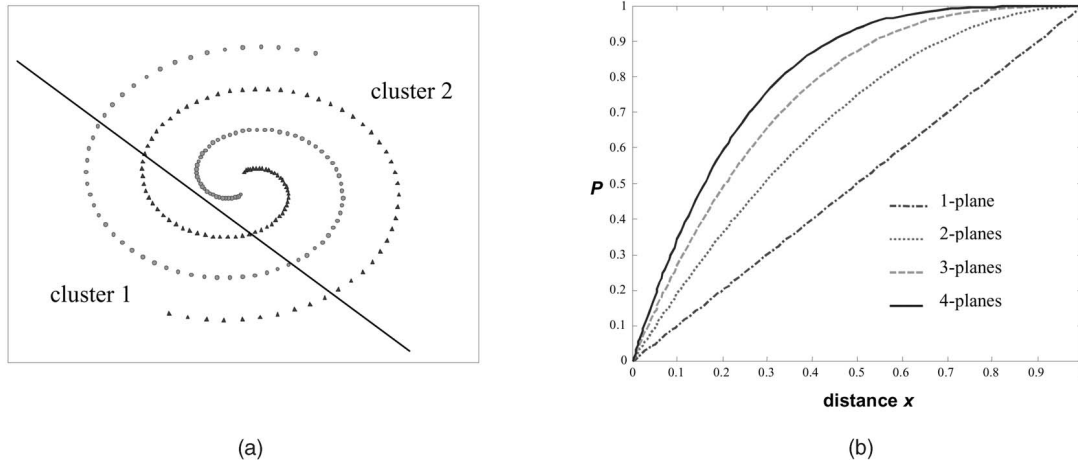 cluster 2
cluster 1
(a)
1
0.9
0.8
0.7
0.6
P
0.5
0.4
0.3
0.2
0.1
0
1-plane
2-planes
3-planes
4-planes
0 0.1 0.2 0.3 0.4 0.5 0.6 0.7 0.8 0.9
distance x
(b)